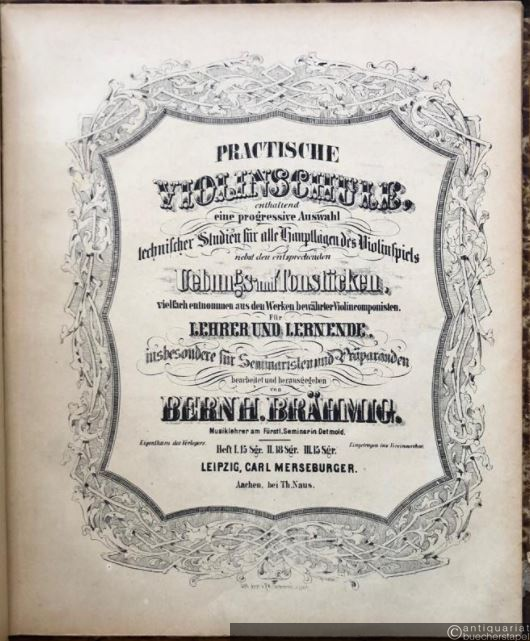 PRACTISCHE
VIOLINSCHULE,
enthaltend
eine progressive Auswahl
technischer Studien für alle Hauptlagen des Violinspiels
nebst den entsprechenden
Uebungs-und Tonstücken,
vielfach entnommen aus den Werken bewährter Violincomponisten.
Für
LEHRER UND LERNENDE,
insbesondere für Seminaristen und Präparanden
bearbeitet und herausgegeben
von
BERNH. BRÄHMIG.
Musiklehrer am Fürstl. Seminar in Detmold.
Eigenthum des Verlegers. Eingetragen ins Vereinsarchiv.
Heft I. 15 Sgr. II. 18 Sgr. III. 15 Sgr.
LEIPZIG, CARL MERSEBURGER.
Aachen, bei Th. Naus.
©antiquariat
buecherstapel